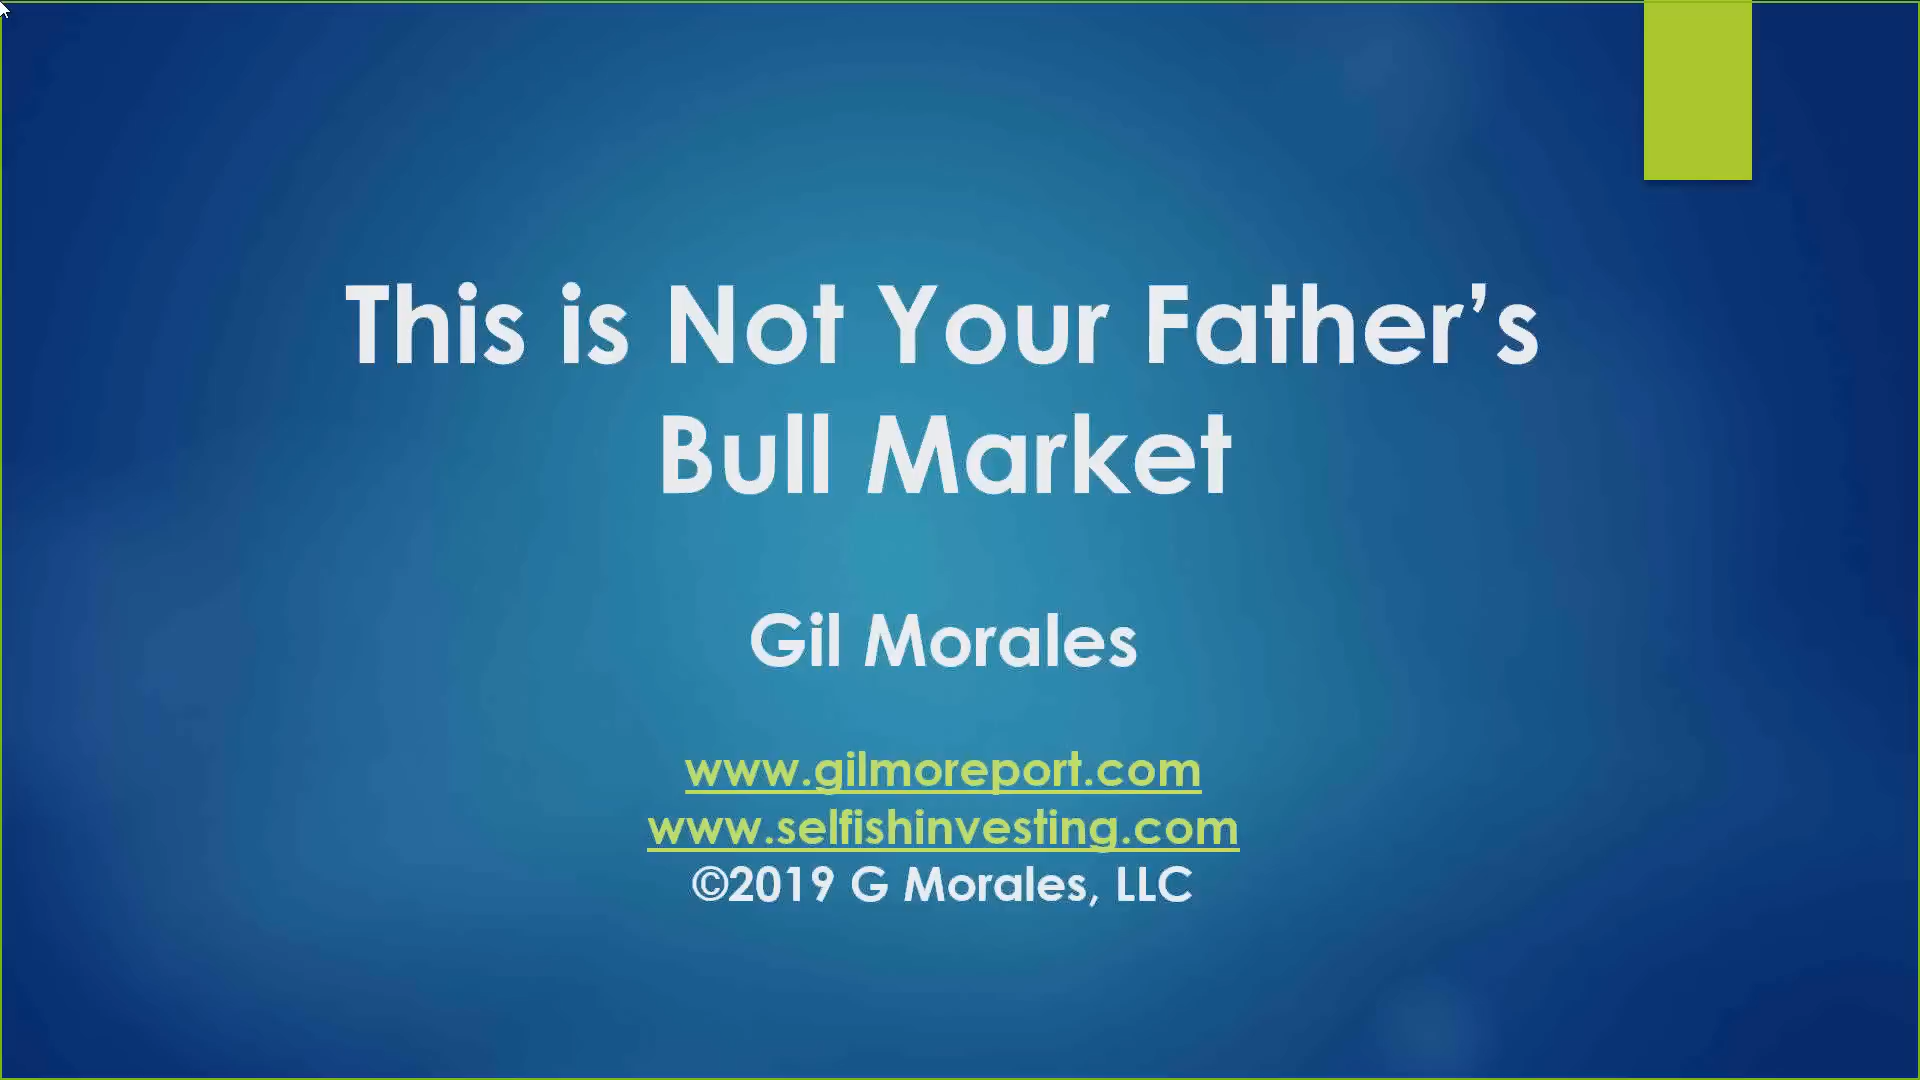 This is Not Your Father’s
Bull Market
Gil Morales
www.gilmoreport.com
www.selfishinvesting.com
©2019 G Morales, LLC